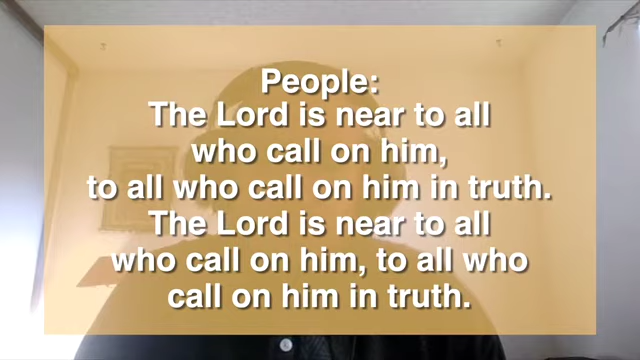 People:
The Lord is near to all
who call on him,
to all who call on him in truth.
The Lord is near to all
who call on him, to all who
call on him in truth.